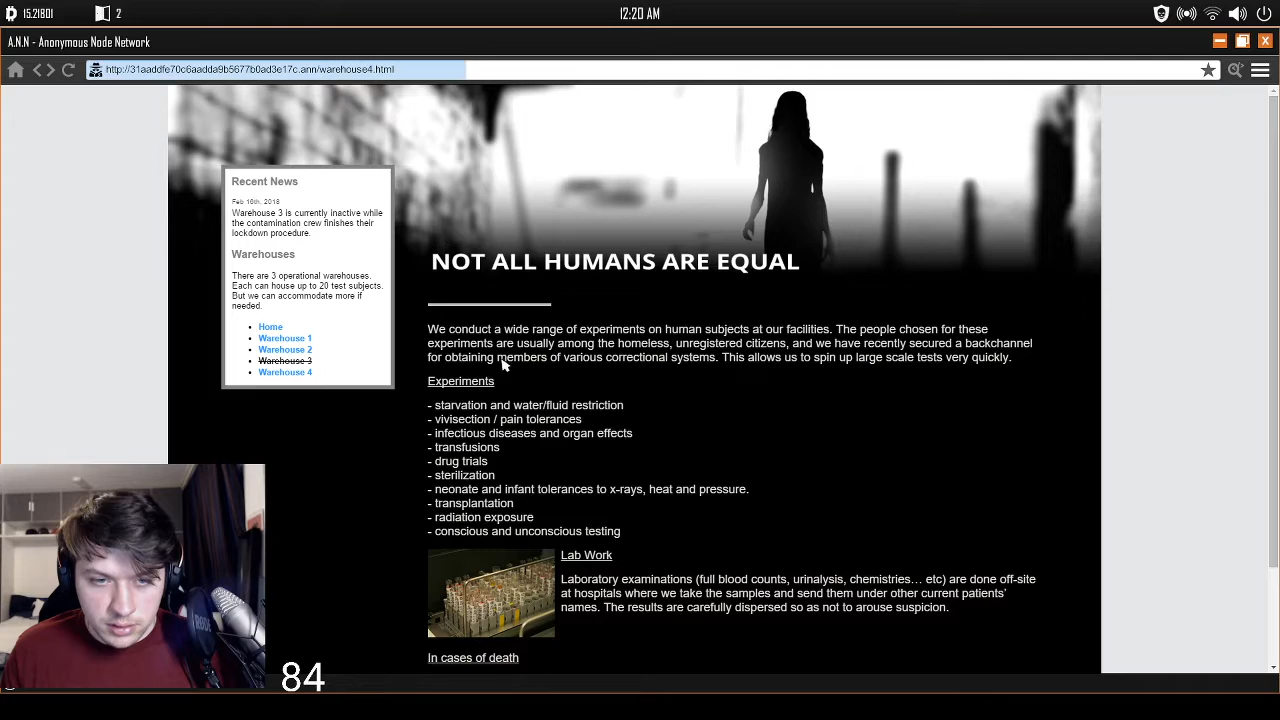 15.21801
2
12:20 AM
A.N.N - Anonymous Node Network
http://31aaddfe70c6aadda9b5677b0ad3e17c.ann/warehouse4.html
Recent News
Feb 16th, 2018
Warehouse 3 is currently inactive while
the contamination crew finishes their
lockdown procedure.
Warehouses
There are 3 operational warehouses.
Each can house up to 20 test subjects.
But we can accommodate more if
needed.
Home
Warehouse 1
Warehouse 2
Warehouse 3
Warehouse 4
NOT ALL HUMANS ARE EQUAL
We conduct a wide range of experiments on human subjects at our facilities. The people chosen for these
experiments are usually among the homeless, unregistered citizens, and we have recently secured a backchannel
for obtaining members of various correctional systems. This allows us to spin up large scale tests very quickly.
Experiments
- starvation and water/fluid restriction
- vivisection / pain tolerances
- infectious diseases and organ effects
- transfusions
- drug trials
- sterilization
- neonate and infant tolerances to x-rays, heat and pressure.
- transplantation
- radiation exposure
- conscious and unconscious testing
Lab Work
Laboratory examinations (full blood counts, urinalysis, chemistries… etc) are done off-site
at hospitals where we take the samples and send them under other current patients'
names. The results are carefully dispersed so as not to arouse suspicion.
In cases of death
RODE
84